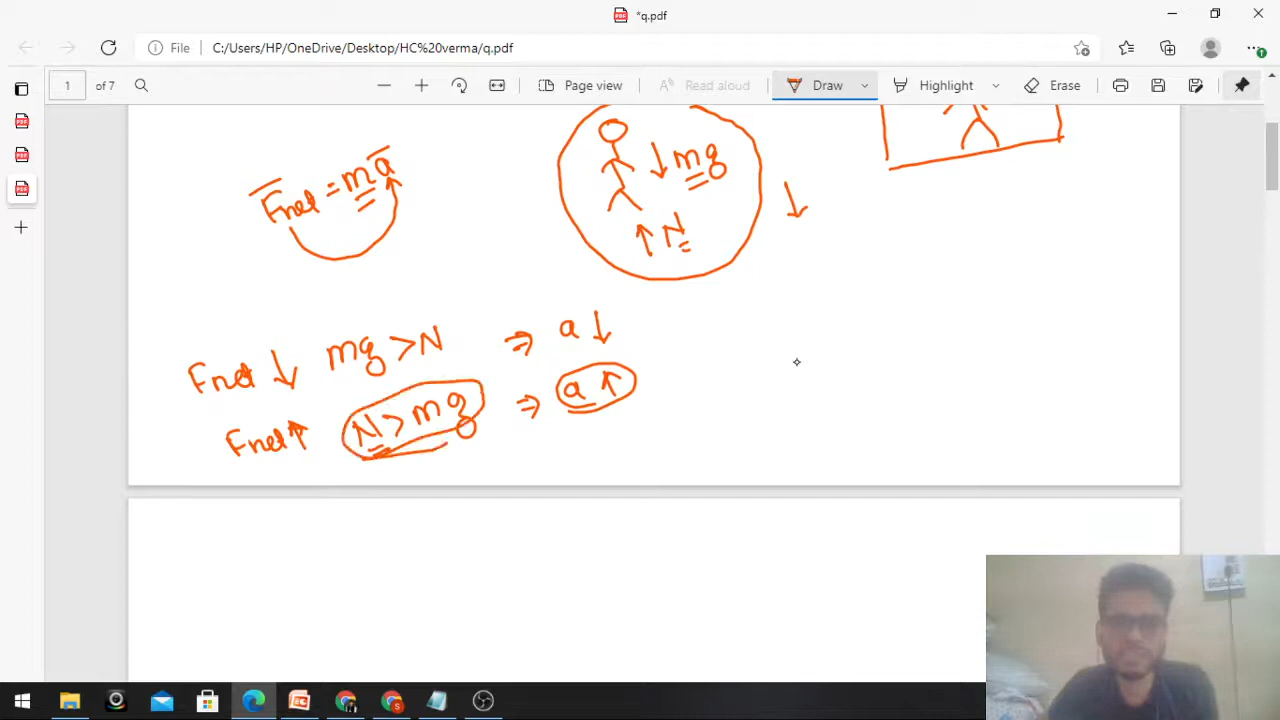 *q.pdf
File C:/Users/HP/OneDrive/Desktop/HC%20verma/q.pdf
1 of 7 Page view Read aloud Draw Highlight Erase
Fnet = ma
mg
N
Fnet ↓ mg > N ⇒ a ↓
Fnet ↑ N > mg ⇒ a ↑